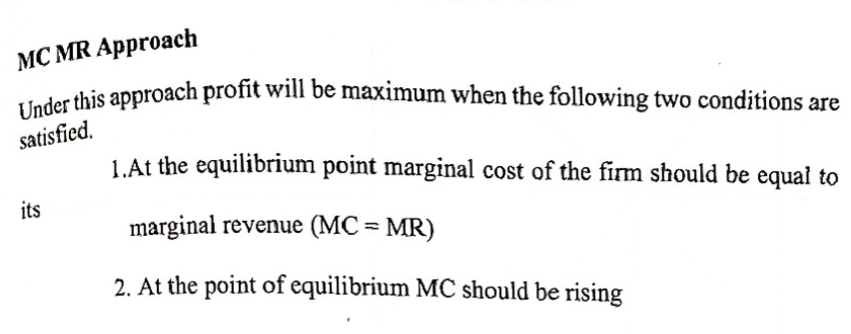 MC MR Approach
Under this approach profit will be maximum when the following two conditions are
satisfied.
1.At the equilibrium point marginal cost of the firm should be equal to
its
marginal revenue (MC = MR)
2. At the point of equilibrium MC should be rising